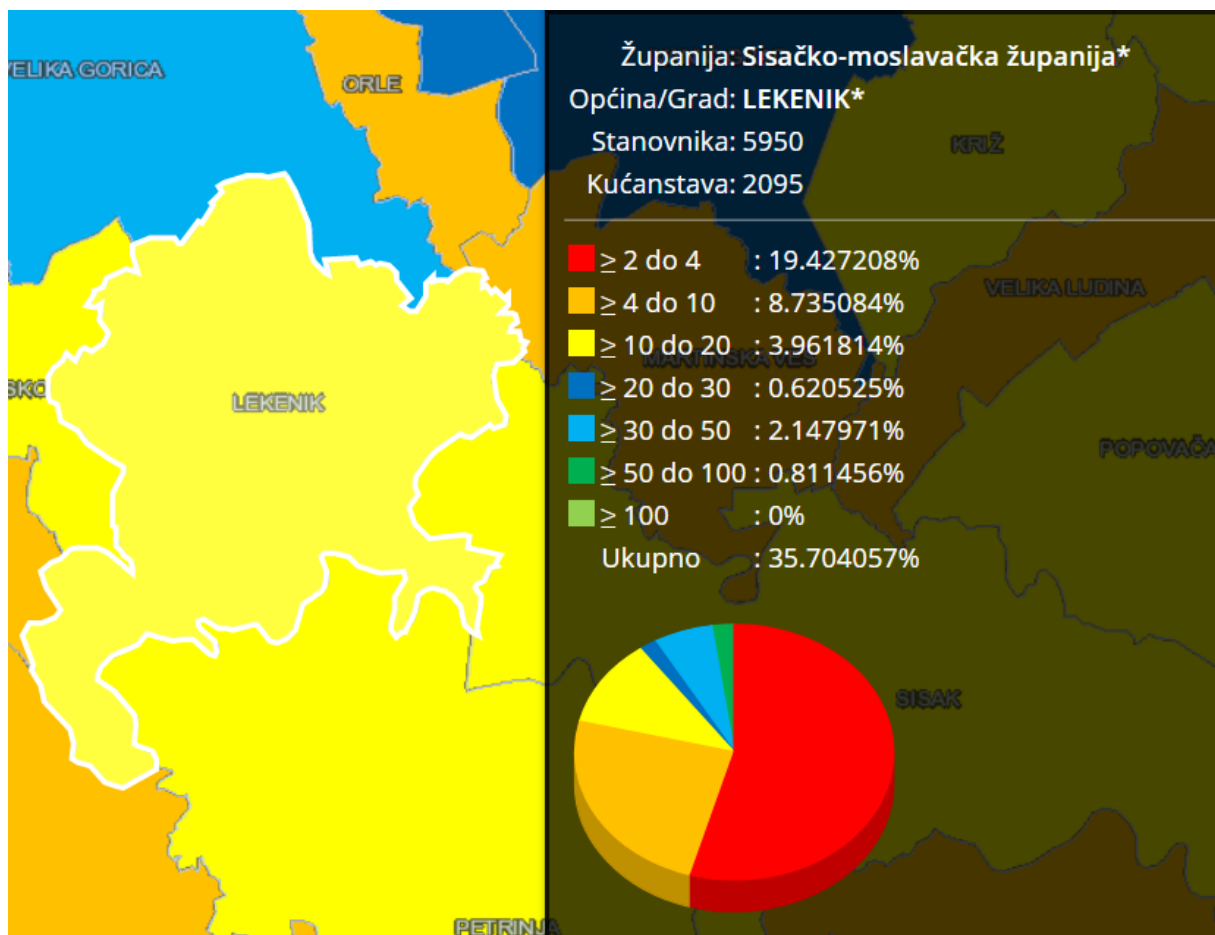 VELIKA GORICA
ORLE
LEKENIK
PETRINJA
Županija: Sisačko-moslavačka županija*
Općina/Grad: LEKENIK*
Stanovnika: 5950
Kućanstava: 2095
≥ 2 do 4 : 19.427208%
≥ 4 do 10 : 8.735084%
≥ 10 do 20 : 3.961814%
≥ 20 do 30 : 0.620525%
≥ 30 do 50 : 2.147971%
≥ 50 do 100 : 0.811456%
≥ 100 : 0%
Ukupno : 35.704057%
KRIŽ
VELIKA LUDINA
MARTINSKA VES
POPOVAČA
SISAK